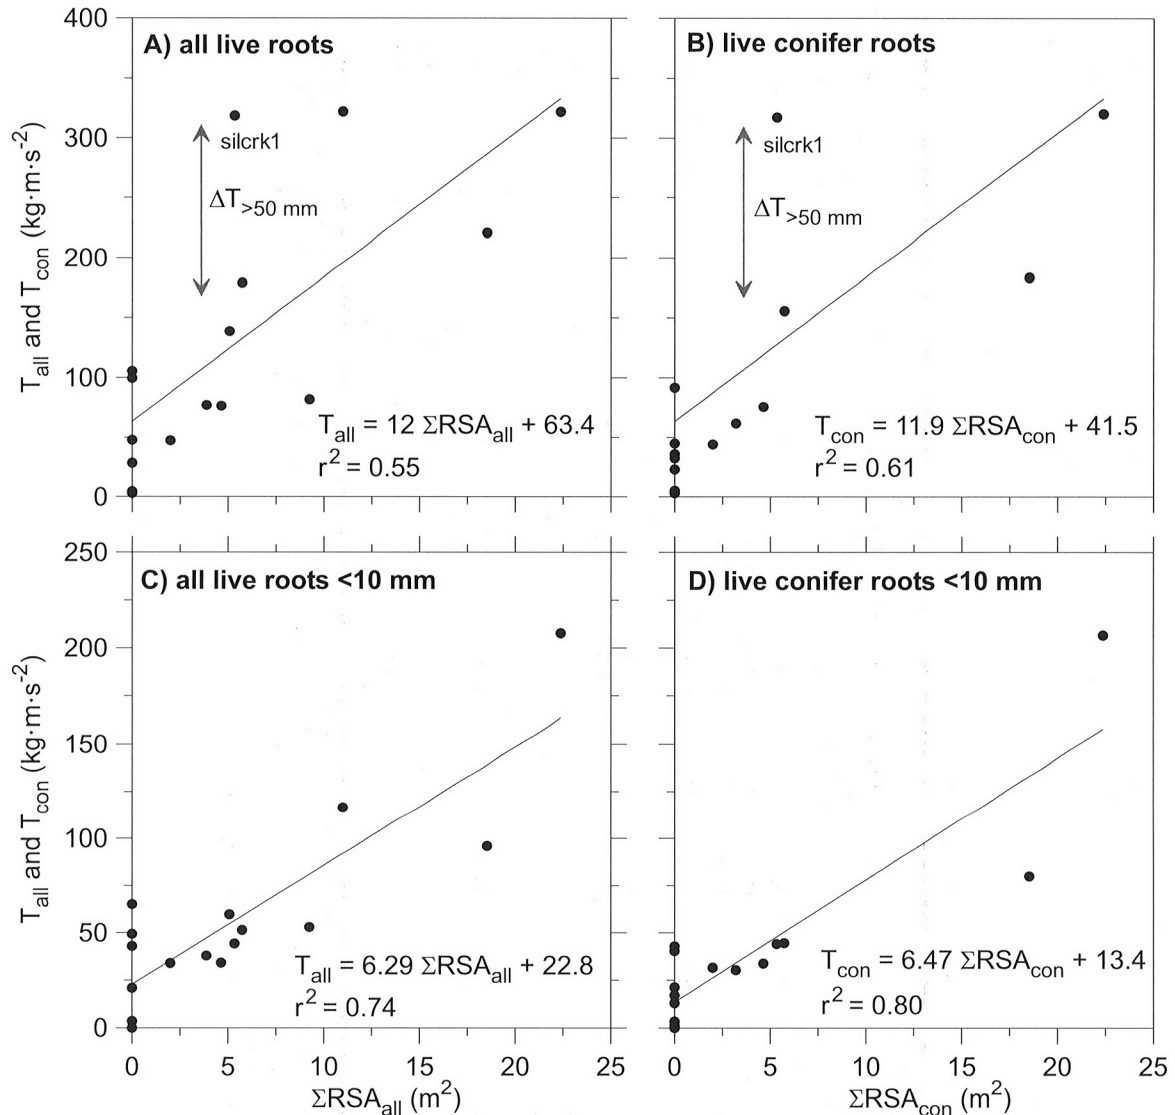 A) all live roots
B) live conifer roots
400
300
200
100
0
T_all and T_con (kg·m·s⁻²)
silcrk1
ΔT_>50 mm
T_all = 12 ΣRSA_all + 63.4
r² = 0.55
silcrk1
ΔT_>50 mm
T_con = 11.9 ΣRSA_con + 41.5
r² = 0.61
C) all live roots <10 mm
D) live conifer roots <10 mm
250
200
150
100
50
0
T_all and T_con (kg·m·s⁻²)
T_all = 6.29 ΣRSA_all + 22.8
r² = 0.74
T_con = 6.47 ΣRSA_con + 13.4
r² = 0.80
0 5 10 15 20 25
0 5 10 15 20 25
ΣRSA_all (m²)
ΣRSA_con (m²)